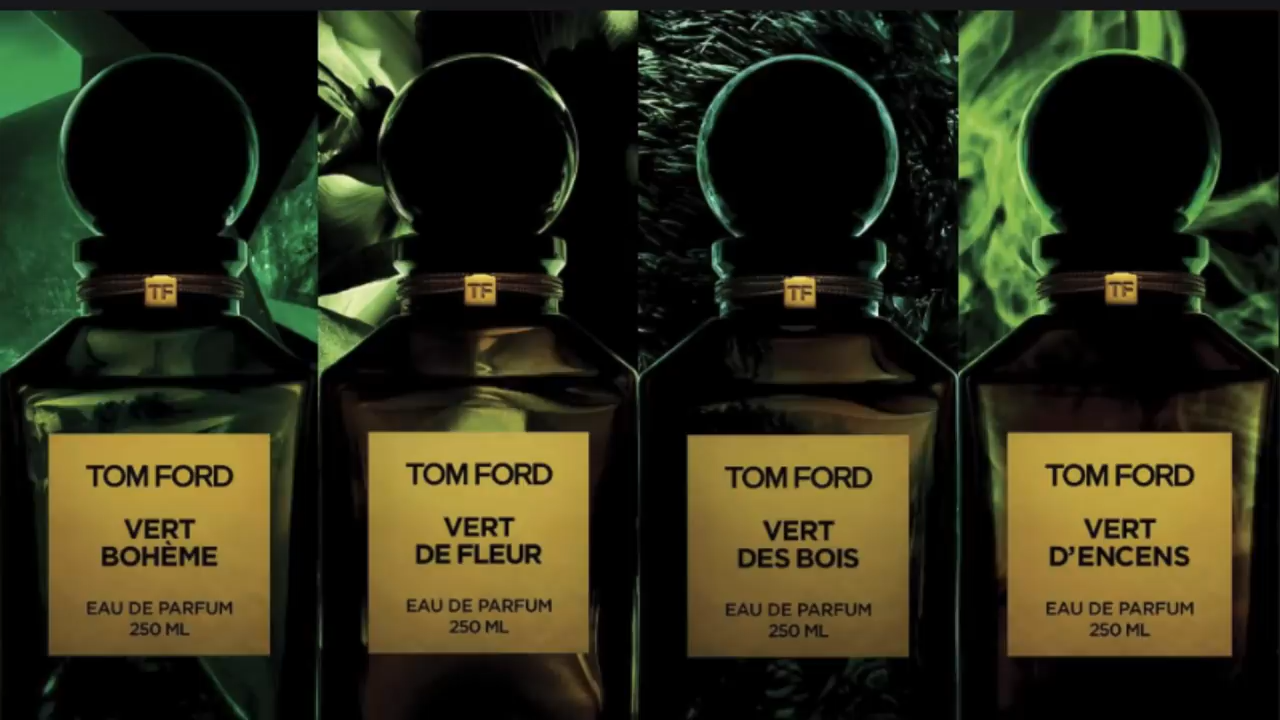 TF
TOM FORD
VERT
BOHÈME
EAU DE PARFUM
250 ML
TF
TOM FORD
VERT
DE FLEUR
EAU DE PARFUM
250 ML
TF
TOM FORD
VERT
DES BOIS
EAU DE PARFUM
250 ML
TF
TOM FORD
VERT
D’ENCENS
EAU DE PARFUM
250 ML